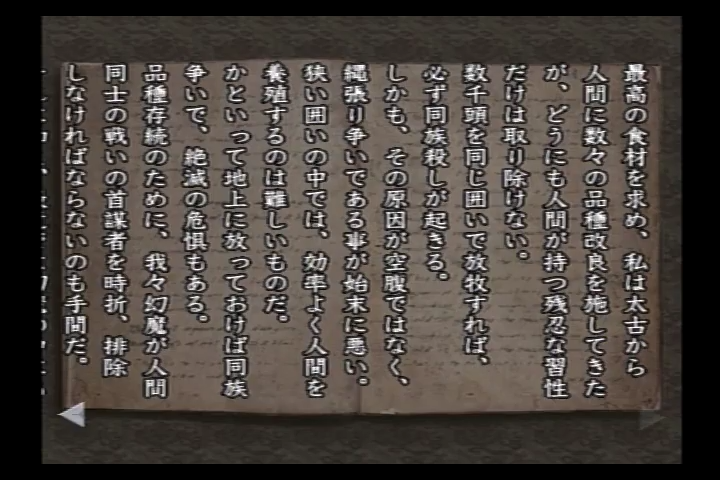 最高の食材を求め、私は太古から
人間に数々の品種改良を施してきた
が、どうにも人間が持つ残忍な習性
だけは取り除けない。
数千頭を同じ囲いで放牧すれば、
必ず同族殺しが起きる。
しかも、その原因が空腹ではなく、
縄張り争いである事が始末に悪い。
狭い囲いの中では、効率よく人間を
養殖するのは難しいものだ。
かといって地上に放っておけば同族
争いで、絶滅の危惧もある。
品種存続のために、我々幻魔が人間
同士の戦いの首謀者を時折、排除
しなければならないのも手間だ。